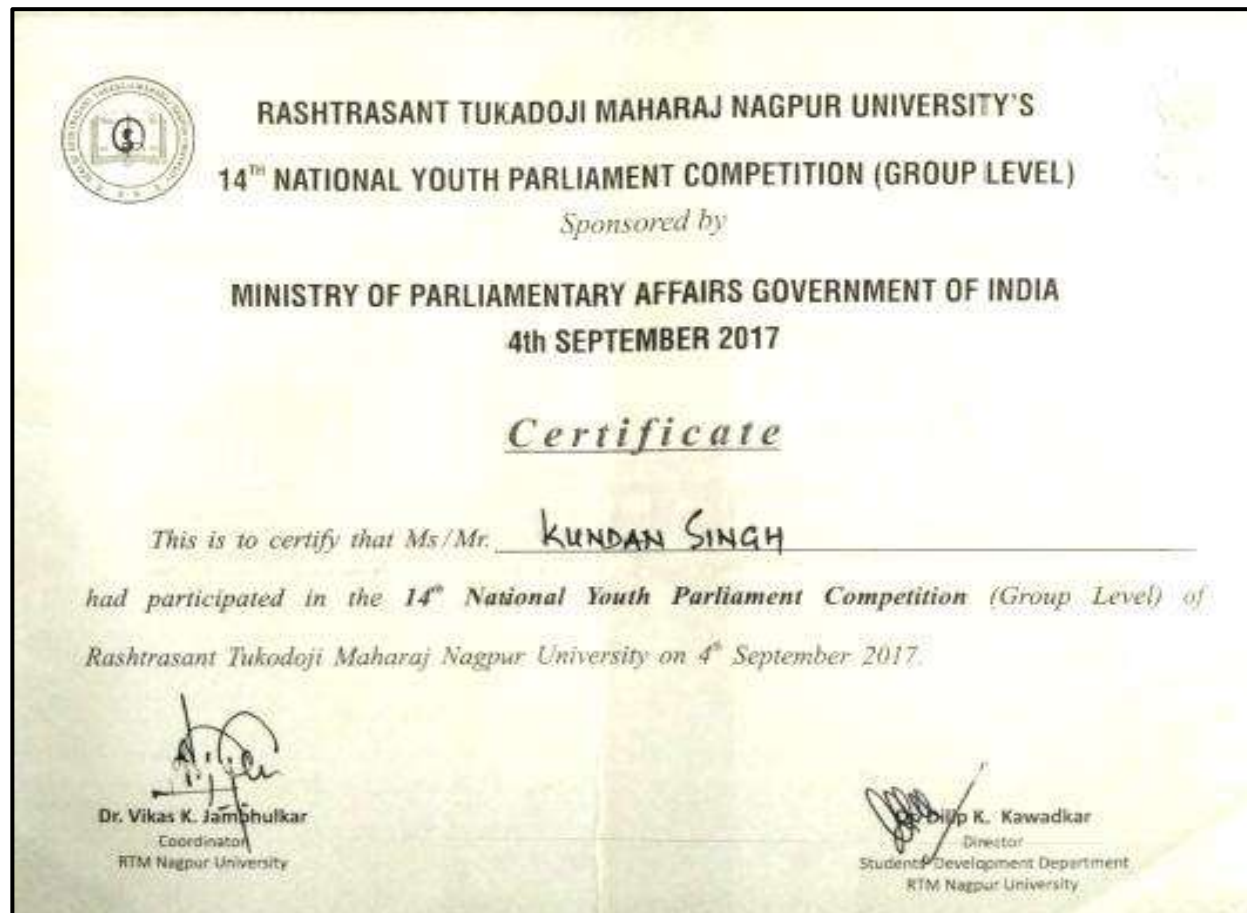 RASHTRASANT TUKADOJI MAHARAJ NAGPUR UNIVERSITY'S
14TH NATIONAL YOUTH PARLIAMENT COMPETITION (GROUP LEVEL)
Sponsored by
MINISTRY OF PARLIAMENTARY AFFAIRS GOVERNMENT OF INDIA
4th SEPTEMBER 2017
Certificate
This is to certify that Ms/Mr. KUNDAN SINGH
had participated in the 14th National Youth Parliament Competition (Group Level) of
Rashtrasant Tukodoji Maharaj Nagpur University on 4th September 2017.
Dr. Vikas K. Jambhulkar
Coordinator
RTM Nagpur University
Dilip K. Kawadkar
Director
Students Development Department
RTM Nagpur University